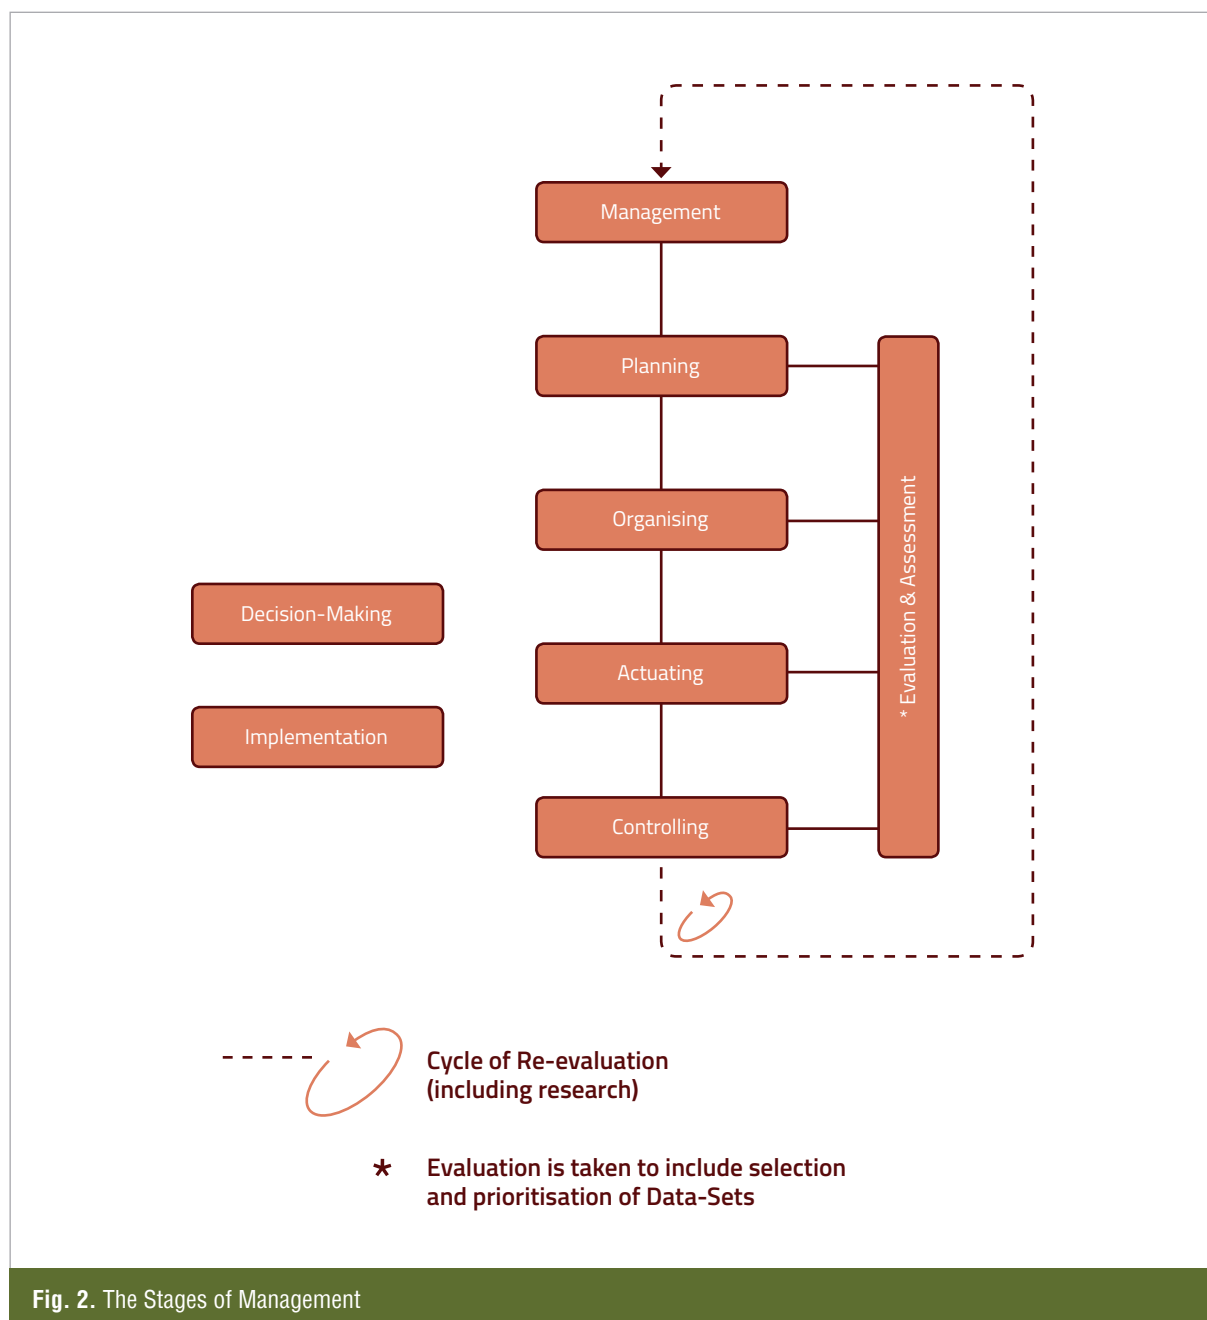 Management
Planning
Organising
Decision-Making
Actuating
Implementation
Controlling
* Evaluation & Assessment
Cycle of Re-evaluation
(including research)
* Evaluation is taken to include selection
and prioritisation of Data-Sets
Fig. 2. The Stages of Management